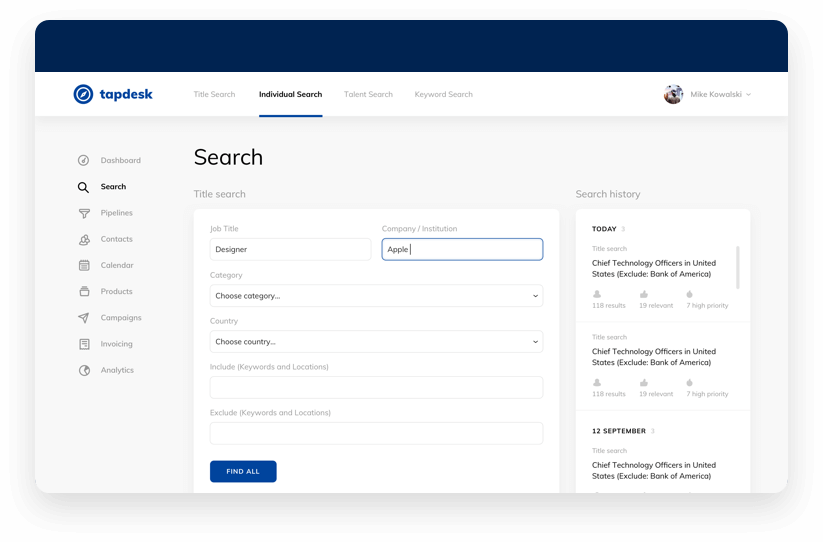 tapdesk
Title Search
Individual Search
Talent Search
Keyword Search
Mike Kowalski
Dashboard
Search
Pipelines
Contacts
Calendar
Products
Campaigns
Invoicing
Analytics
Search
Title search
Job Title
Company / Institution
Designer
Apple
Category
Choose category...
Country
Choose country...
Include (Keywords and Locations)
Exclude (Keywords and Locations)
FIND ALL
Search history
TODAY 3
Title search
Chief Technology Officers in United
States (Exclude: Bank of America)
118 results
19 relevant
7 high priority
Title search
Chief Technology Officers in United
States (Exclude: Bank of America)
118 results
19 relevant
7 high priority
12 SEPTEMBER 3
Title search
Chief Technology Officers in United
States (Exclude: Bank of America)